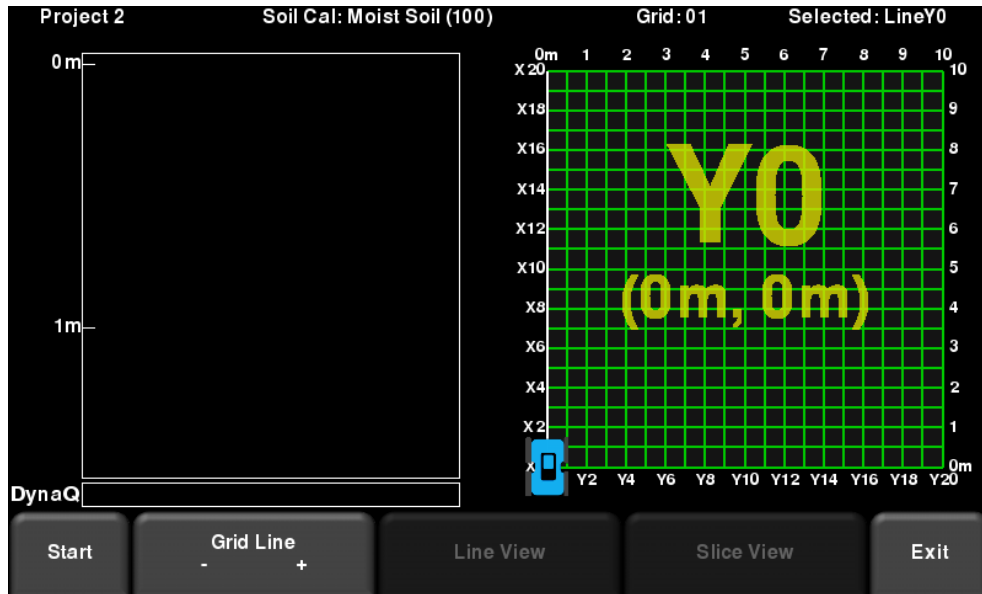 Project 2 Soil Cal: Moist Soil (100) Grid: 01 Selected: LineY0
0m
1m
DynaQ
0m 1 2 3 4 5 6 7 8 9 10
X20 10
X18 9
X16 8
X14 7
X12 6
X10 5
X8 4
X6 3
X4 2
X2 1
X 0m
Y2 Y4 Y6 Y8 Y10 Y12 Y14 Y16 Y18 Y20
Y0
(0m, 0m)
Start Grid Line Line View Slice View Exit
- +